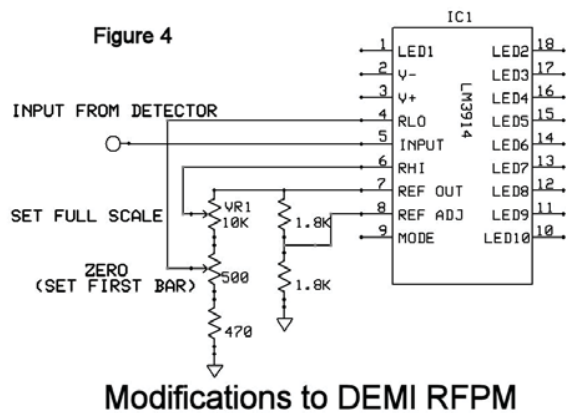 Figure 4
IC1
LM3914
1 LED1
2 V-
3 V+
4 RLO
5 INPUT
6 RHI
7 REF OUT
8 REF ADJ
9 MODE
LED2 18
LED3 17
LED4 16
LED5 15
LED6 14
LED7 13
LED8 12
LED9 11
LED10 10
INPUT FROM DETECTOR
SET FULL SCALE
VR1
10K
1.8K
ZERO
(SET FIRST BAR)
500
1.8K
470
Modifications to DEMI RFPM